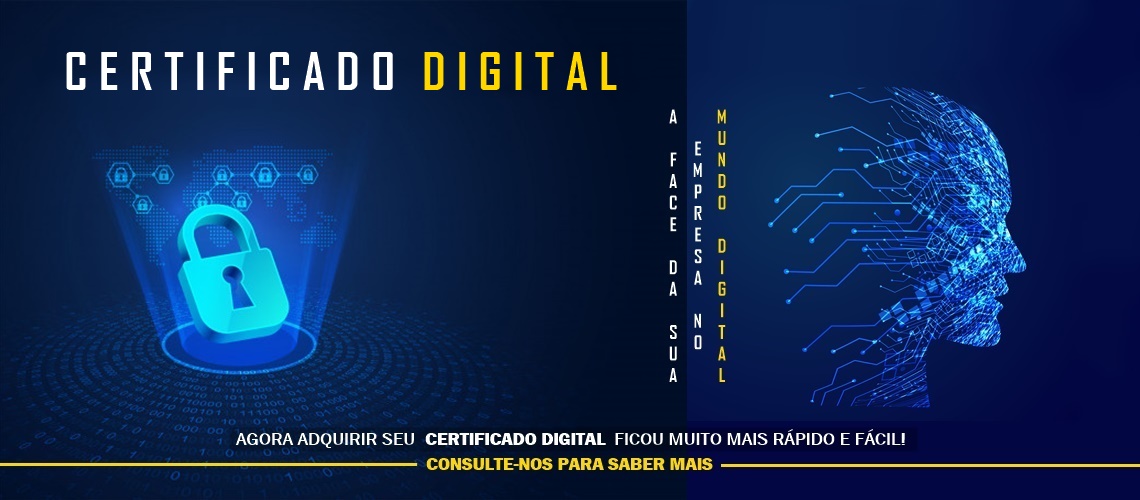 CERTIFICADO DIGITAL
A FACE DA SUA
EMPRESA NO
MUNDO DIGITAL
AGORA ADQUIRIR SEU CERTIFICADO DIGITAL FICOU MUITO MAIS RÁPIDO E FÁCIL!
CONSULTE-NOS PARA SABER MAIS